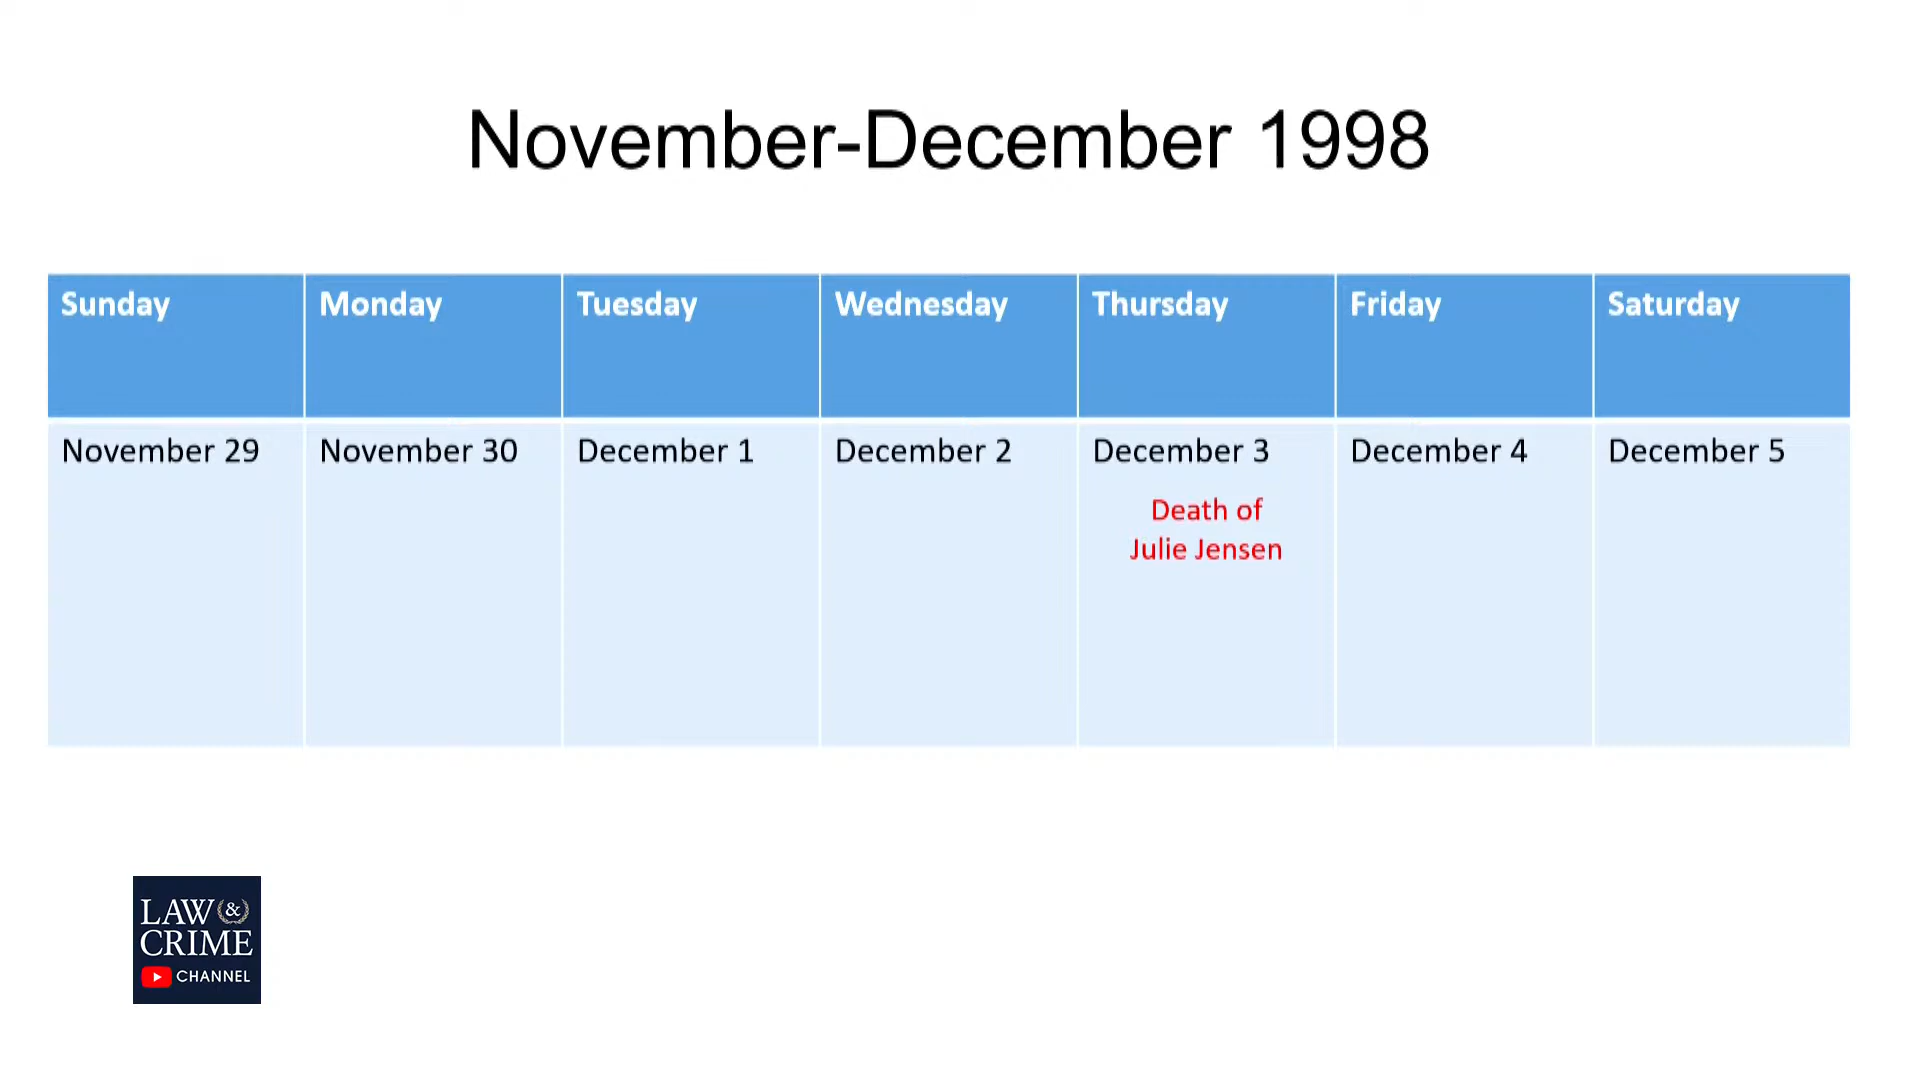 November-December 1998
Sunday
Monday
Tuesday
Wednesday
Thursday
Friday
Saturday
November 29
November 30
December 1
December 2
December 3
Death of
Julie Jensen
December 4
December 5
LAW &
CRIME
CHANNEL